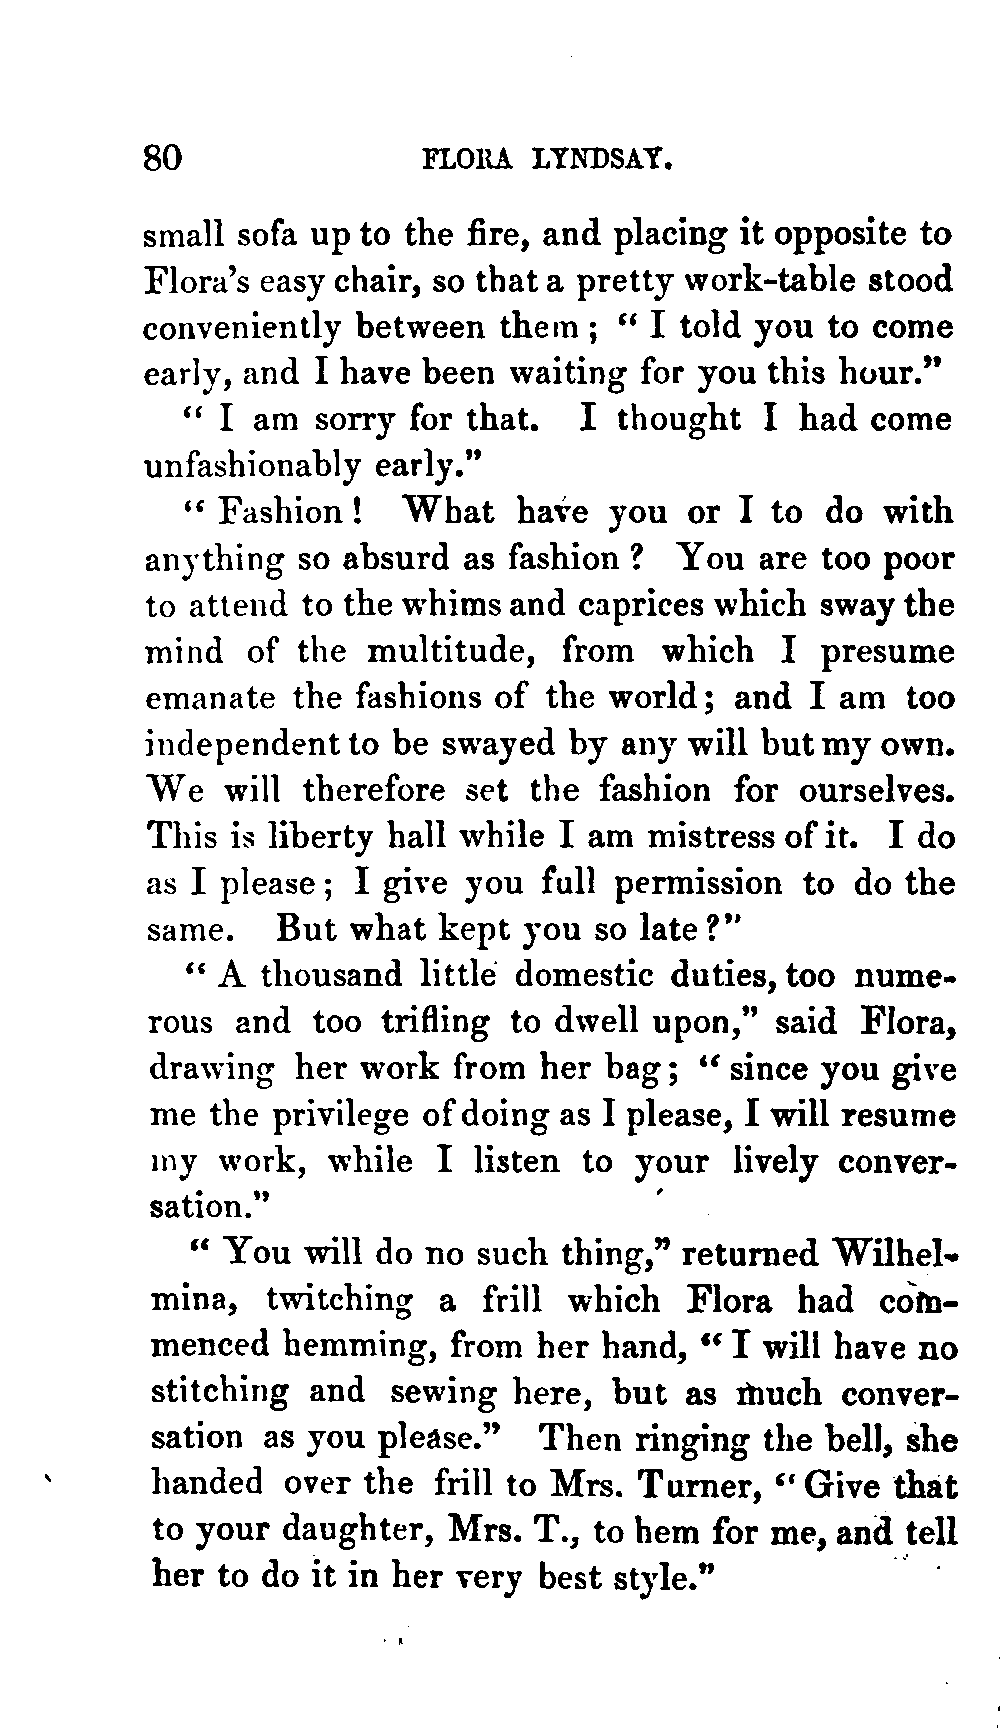 80 FLORA LYNDSAY.
small sofa up to the fire, and placing it opposite to
Flora's easy chair, so that a pretty work-table stood
conveniently between them; “ I told you to come
early, and I have been waiting for you this hour.”
“ I am sorry for that. I thought I had come
unfashionably early.”
“ Fashion! What have you or I to do with
anything so absurd as fashion? You are too poor
to attend to the whims and caprices which sway the
mind of the multitude, from which I presume
emanate the fashions of the world; and I am too
independent to be swayed by any will but my own.
We will therefore set the fashion for ourselves.
This is liberty hall while I am mistress of it. I do
as I please; I give you full permission to do the
same. But what kept you so late?”
“ A thousand little domestic duties, too nume-
rous and too trifling to dwell upon,” said Flora,
drawing her work from her bag; “ since you give
me the privilege of doing as I please, I will resume
my work, while I listen to your lively conver-
sation.”
“ You will do no such thing,” returned Wilhel-
mina, twitching a frill which Flora had com-
menced hemming, from her hand, “ I will have no
stitching and sewing here, but as much conver-
sation as you please.” Then ringing the bell, she
handed over the frill to Mrs. Turner, “ Give that
to your daughter, Mrs. T., to hem for me, and tell
her to do it in her very best style.”